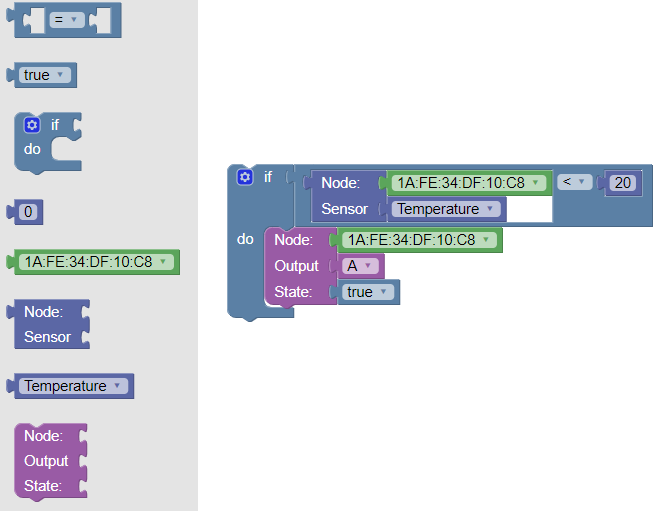 =
true
if
do
0
1A:FE:34:DF:10:C8
Node:
Sensor
Temperature
Node:
Output
State:
if
Node: 1A:FE:34:DF:10:C8 < 20
Sensor Temperature
do Node: 1A:FE:34:DF:10:C8
Output A
State: true